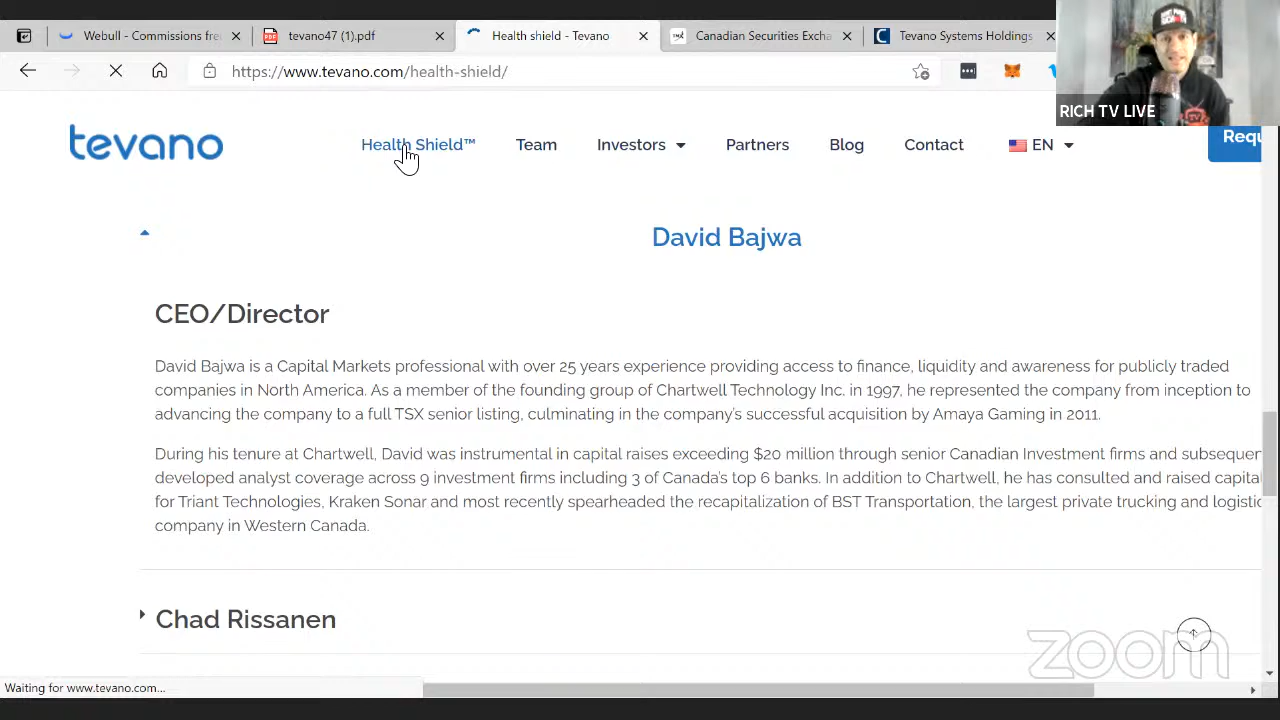 Webull - Commissions fre
tevano47 (1).pdf
Health shield - Tevano
Canadian Securities Excha
Tevano Systems Holdings
https://www.tevano.com/health-shield/
RICH TV LIVE
tevano
Health Shield™
Team
Investors
Partners
Blog
Contact
EN
Requ
David Bajwa
CEO/Director
David Bajwa is a Capital Markets professional with over 25 years experience providing access to finance, liquidity and awareness for publicly traded
companies in North America. As a member of the founding group of Chartwell Technology Inc. in 1997, he represented the company from inception to
advancing the company to a full TSX senior listing, culminating in the company's successful acquisition by Amaya Gaming in 2011.
During his tenure at Chartwell, David was instrumental in capital raises exceeding $20 million through senior Canadian Investment firms and subsequen
developed analyst coverage across 9 investment firms including 3 of Canada's top 6 banks. In addition to Chartwell, he has consulted and raised capita
for Triant Technologies, Kraken Sonar and most recently spearheaded the recapitalization of BST Transportation, the largest private trucking and logistic
company in Western Canada.
Chad Rissanen
zoom
Waiting for www.tevano.com...